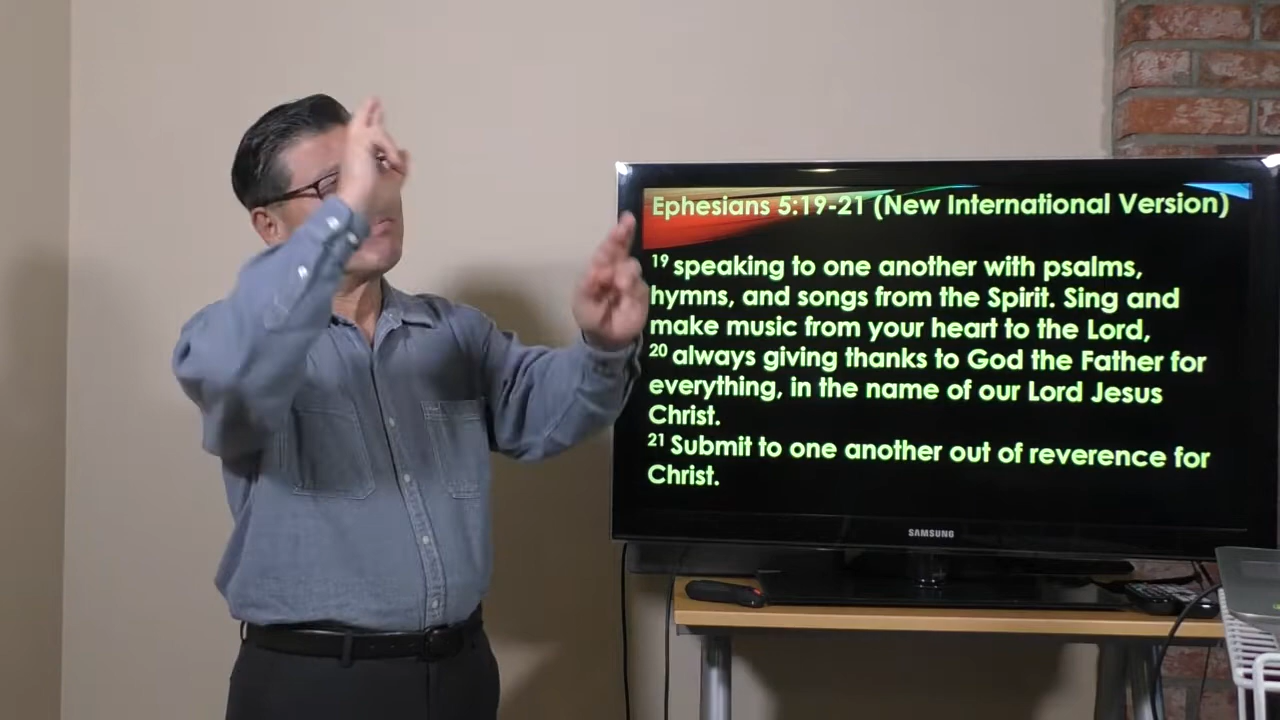 Ephesians 5:19-21 (New International Version)
19 speaking to one another with psalms,
hymns, and songs from the Spirit. Sing and
make music from your heart to the Lord,
20 always giving thanks to God the Father for
everything, in the name of our Lord Jesus
Christ.
21 Submit to one another out of reverence for
Christ.
SAMSUNG